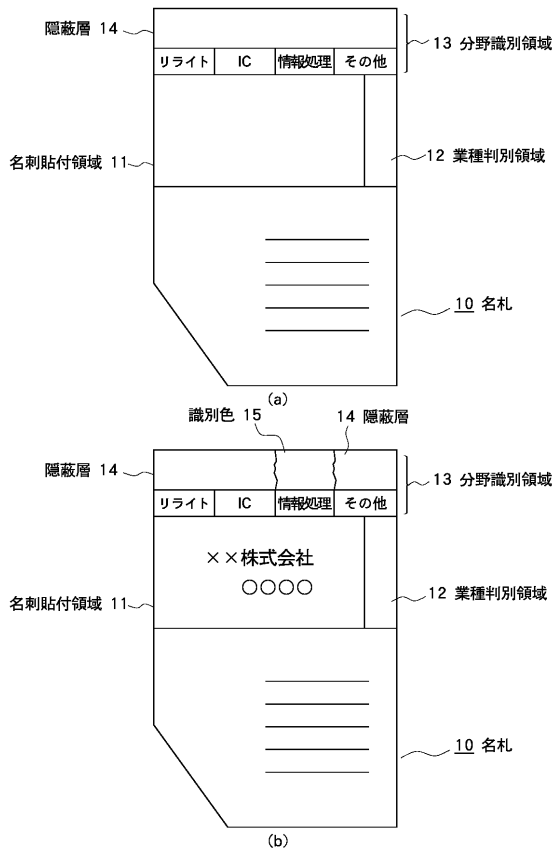 隠蔽層 14
13 分野識別領域
リライト IC 情報処理 その他
名刺貼付領域 11
12 業種判別領域
10 名札
(a)
識別色 15
14 隠蔽層
隠蔽層 14
13 分野識別領域
リライト IC 情報処理 その他
××株式会社
○○○○
名刺貼付領域 11
12 業種判別領域
10 名札
(b)